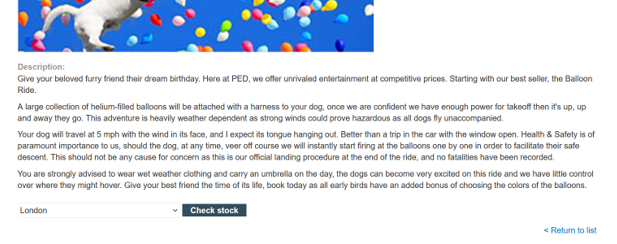 Description:
Give your beloved furry friend their dream birthday. Here at PED, we offer unrivaled entertainment at competitive prices. Starting with our best seller, the Balloon
Ride.
A large collection of helium-filled balloons will be attached with a harness to your dog, once we are confident we have enough power for takeoff then it's up, up
and away they go. This adventure is heavily weather dependent as strong winds could prove hazardous as all dogs fly unaccompanied.
Your dog will travel at 5 mph with the wind in its face, and I expect its tongue hanging out. Better than a trip in the car with the window open. Health & Safety is of
paramount importance to us, should the dog, at any time, veer off course we will instantly start firing at the balloons one by one in order to facilitate their safe
descent. This should not be any cause for concern as this is our official landing procedure at the end of the ride, and no fatalities have been recorded.
You are strongly advised to wear wet weather clothing and carry an umbrella on the day, the dogs can become very excited on this ride and we have little control
over where they might hover. Give your best friend the time of its life, book today as all early birds have an added bonus of choosing the colors of the balloons.
London
Check stock
< Return to list